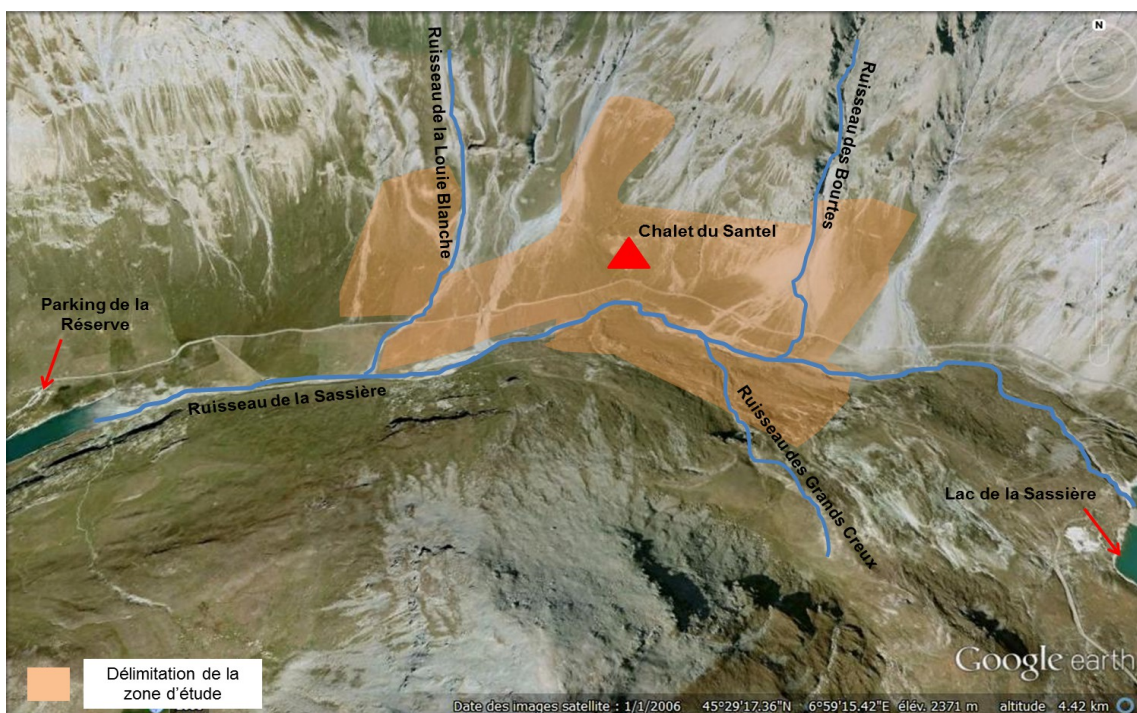 N
Ruisseau de la Louie Blanche
Ruisseau des Bourtes
Chalet du Santel
Parking de la
Réserve
Ruisseau de la Sassière
Ruisseau des Grands Creux
Lac de la Sassière
Google earth
Délimitation de la
zone d'étude
Date des images satellite : 1/1/2006 45°29'17.36"N 6°59'15.42"E élév. 2371 m altitude 4.42 km